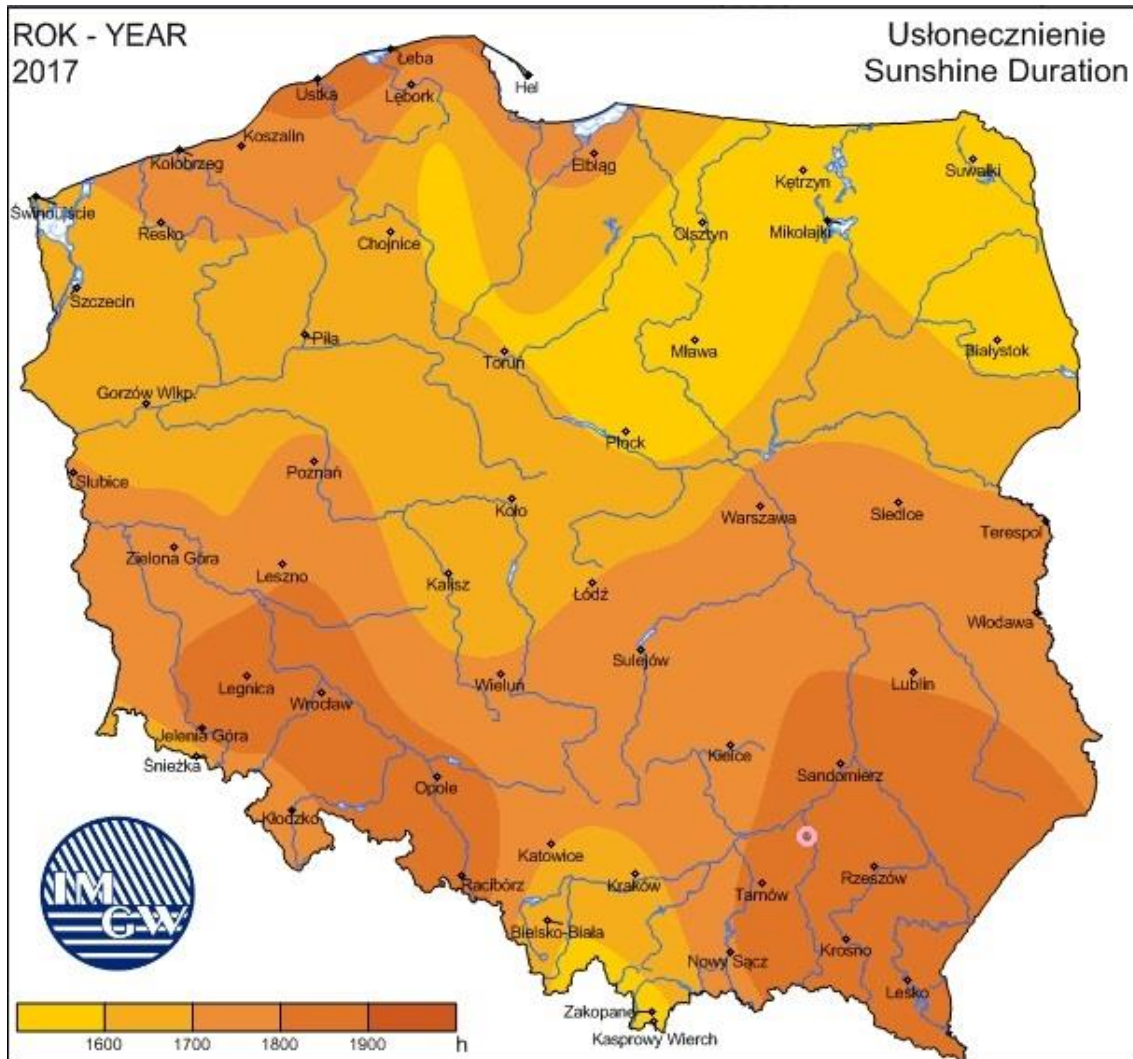 ROK - YEAR
2017
Usłonecznienie
Sunshine Duration
Łeba
Hel
Ustka
Lębork
Koszalin
Kołobrzeg
Elbląg
Suwałki
Kętrzyn
Świnoujście
Resko
Chojnice
Olsztyn
Mikołajki
Szczecin
Piła
Toruń
Mława
Białystok
Gorzów Wlkp.
Płock
Słubice
Poznań
Koło
Warszawa
Siedlce
Terespol
Zielona Góra
Leszno
Kalisz
Łódź
Włodawa
Sulejów
Legnica
Wrocław
Wieluń
Lublin
Jelenia Góra
Śnieżka
Kielce
Sandomierz
Opole
Kłodzko
Katowice
Kraków
Racibórz
Tarnów
Rzeszów
Bielsko-Biała
Nowy Sącz
Krosno
Lesko
Zakopane
Kasprowy Wierch
IM
GW
1600 1700 1800 1900 h